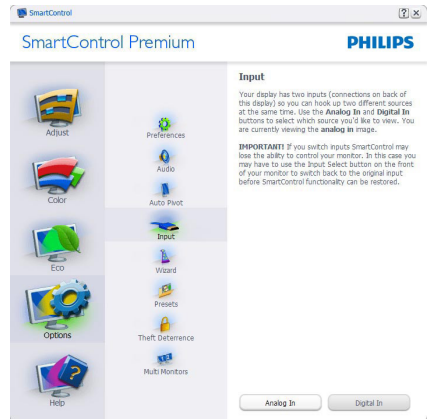 SmartControl
SmartControl Premium
PHILIPS
Adjust
Color
Eco
Options
Help
Preferences
Audio
Auto Pivot
Input
Wizard
Presets
Theft Deterrence
Multi Monitors
Input
Your display has two inputs (connections on back of
this display) so you can hook up two different sources
at the same time. Use the Analog In and Digital In
buttons to select which source you'd like to view. You
are currently viewing the analog in image.
IMPORTANT! If you switch inputs SmartControl may
lose the ability to control your monitor. In this case you
may have to use the Input Select button on the front
of your monitor to switch back to the original input
before SmartControl functionality can be restored.
Analog In
Digital In